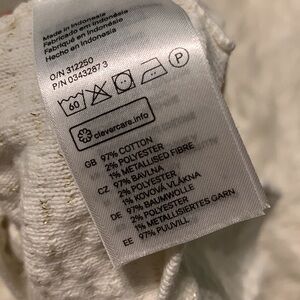 Made in Indonesia
Fabricado em Indonésia
Fabriqué en Indonésie
Hecho en Indonesia
O/N 312250
P/N 0343287 3
60
P
clevercare.info
GB 97% COTTON
2% POLYESTER
1% METALLISED FIBRE
CZ 97% BAVLNA
2% POLYESTER
1% KOVOVÁ VLÁKNA
DE 97% BAUMWOLLE
2% POLYESTER
1% METALLISIERTES GARN
EE 97% PUUVILL